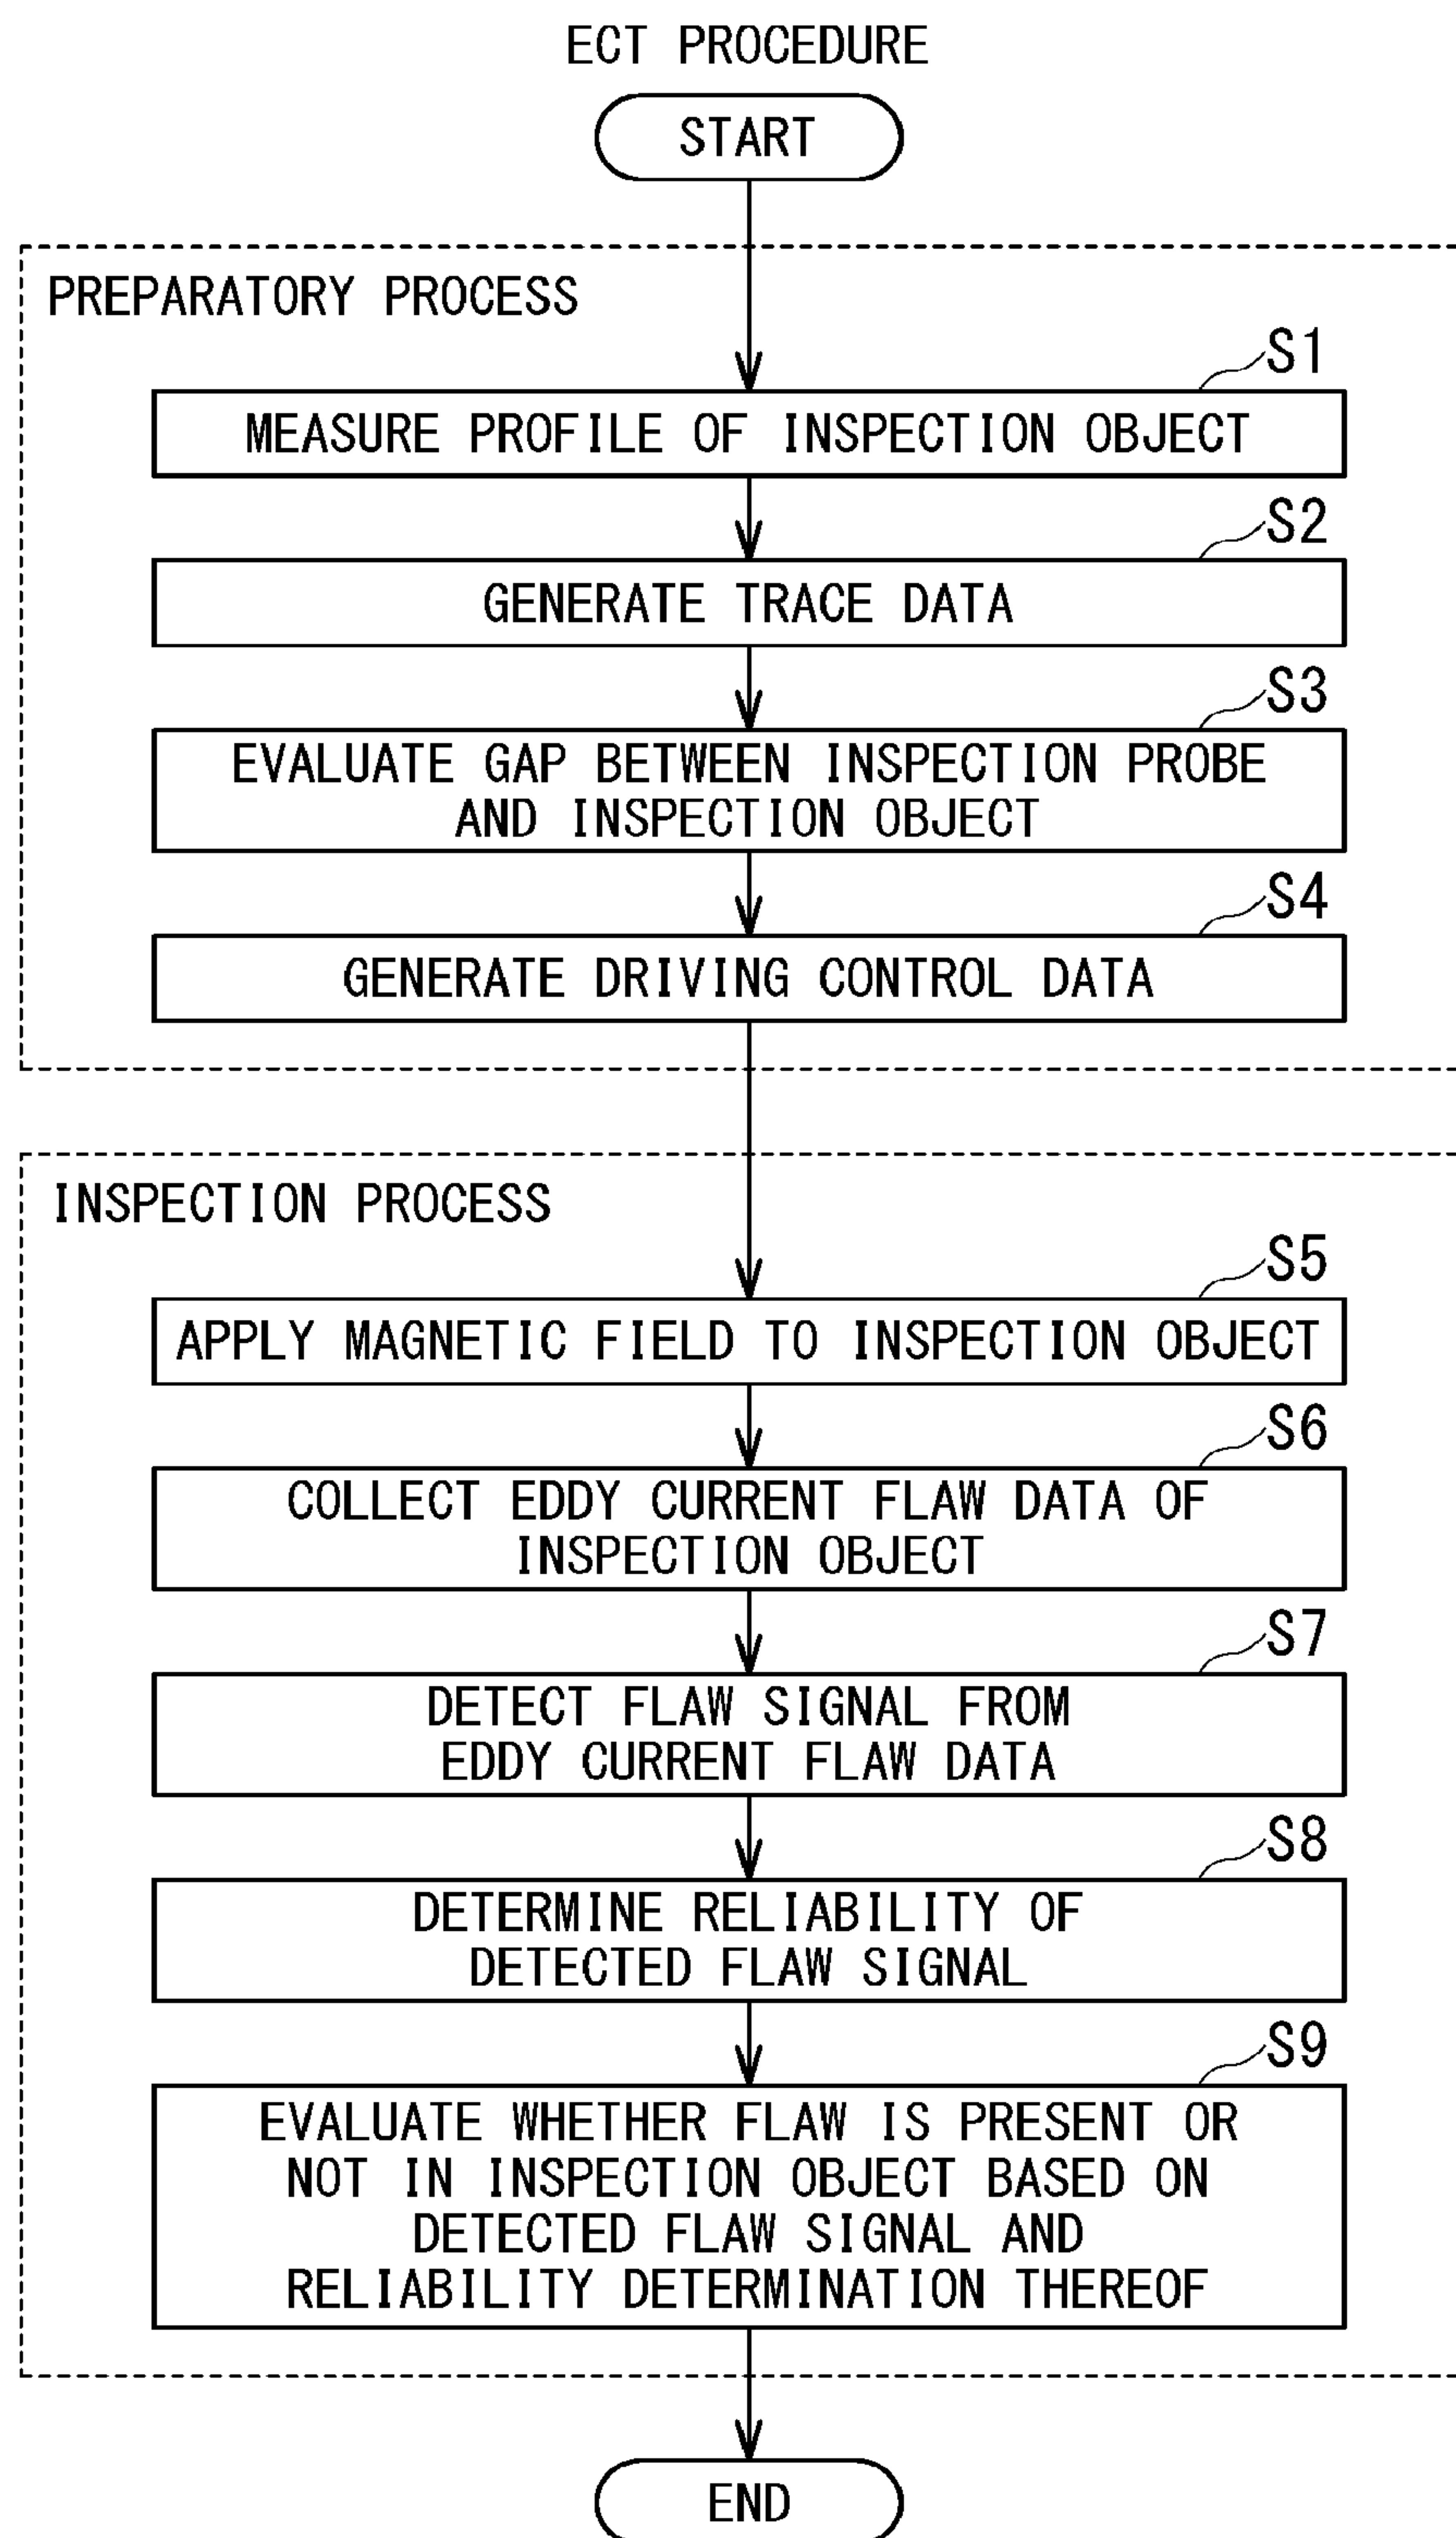 ECT PROCEDURE
START
PREPARATORY PROCESS
S1
MEASURE PROFILE OF INSPECTION OBJECT
S2
GENERATE TRACE DATA
S3
EVALUATE GAP BETWEEN INSPECTION PROBE
AND INSPECTION OBJECT
S4
GENERATE DRIVING CONTROL DATA
INSPECTION PROCESS
S5
APPLY MAGNETIC FIELD TO INSPECTION OBJECT
S6
COLLECT EDDY CURRENT FLAW DATA OF
INSPECTION OBJECT
S7
DETECT FLAW SIGNAL FROM
EDDY CURRENT FLAW DATA
S8
DETERMINE RELIABILITY OF
DETECTED FLAW SIGNAL
S9
EVALUATE WHETHER FLAW IS PRESENT OR
NOT IN INSPECTION OBJECT BASED ON
DETECTED FLAW SIGNAL AND
RELIABILITY DETERMINATION THEREOF
END